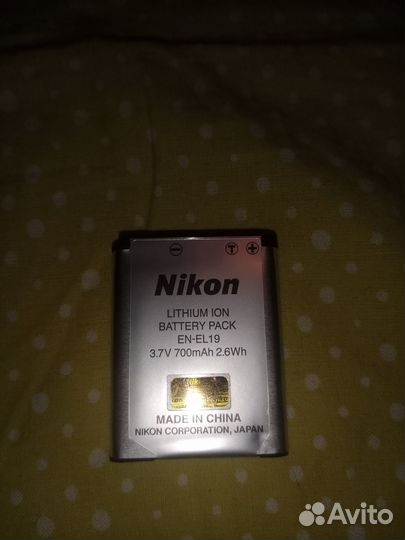 ⊖ Ⓣ ⊕
Nikon
LITHIUM ION
BATTERY PACK
EN-EL19
3.7V 700mAh 2.6Wh
Nikon
MADE IN CHINA
NIKON CORPORATION, JAPAN
Avito